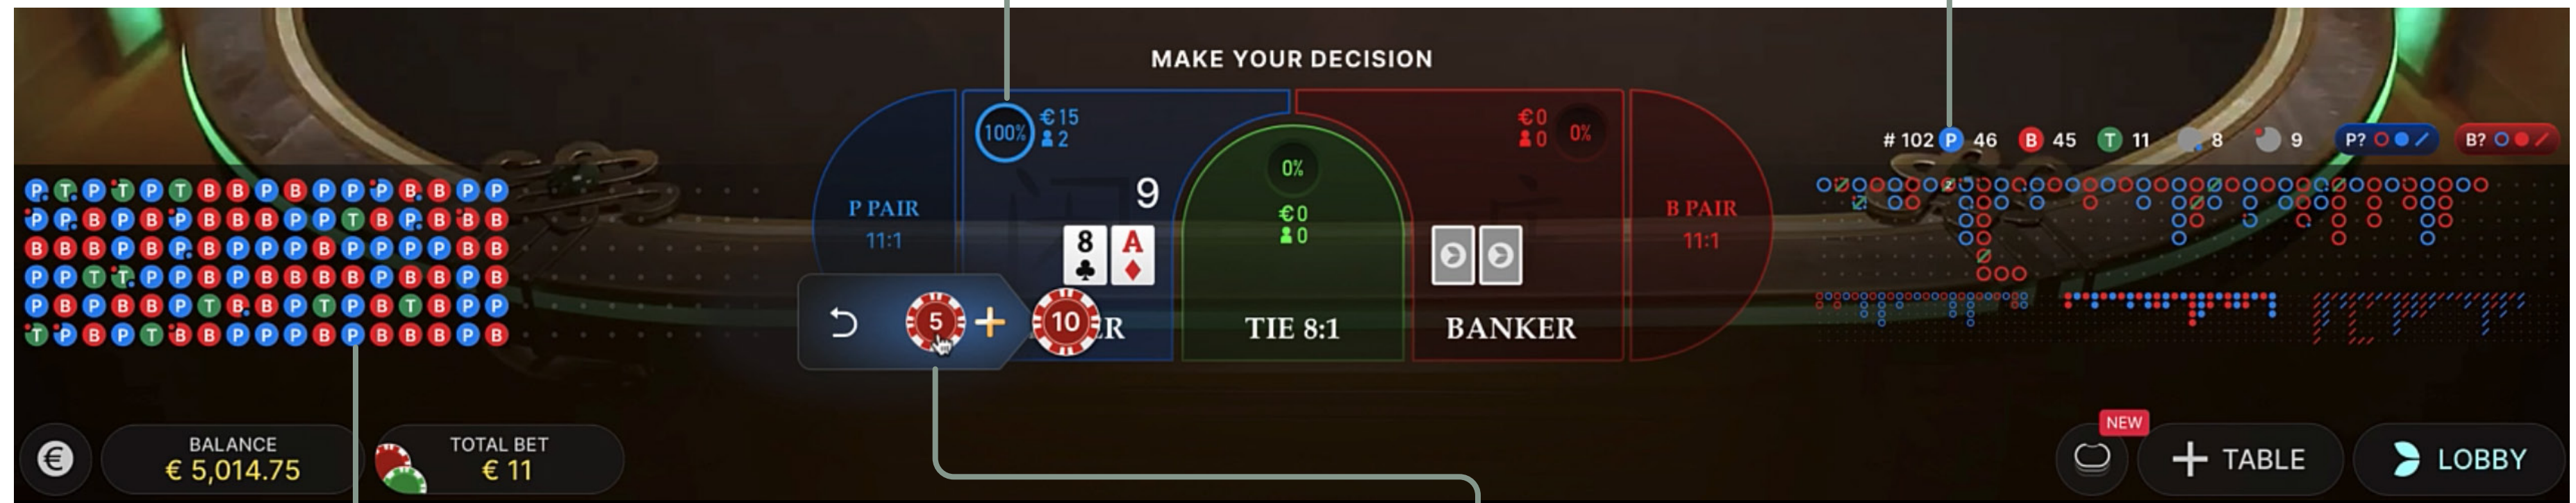 MAKE YOUR DECISION
100%
€ 15
2
€ 0
0
0%
# 102 P 46 B 45 T 11 8 9 P? B?
0%
€ 0
0
9
P PAIR
11:1
B PAIR
11:1
8 A
P T P T P T B B P B P P P B B P P
P P B P B P B B B P P T B P B B B
B B B P B P B P P P B P P P P B B
P P T T P P B P B B B B P B P P B
P B P B B P T B B P T P B T B P P
T P B P T B B P P P B P B B B P B
5 10 ER
TIE 8:1
BANKER
€
BALANCE
€ 5,014.75
TOTAL BET
€ 11
NEW
TABLE
LOBBY